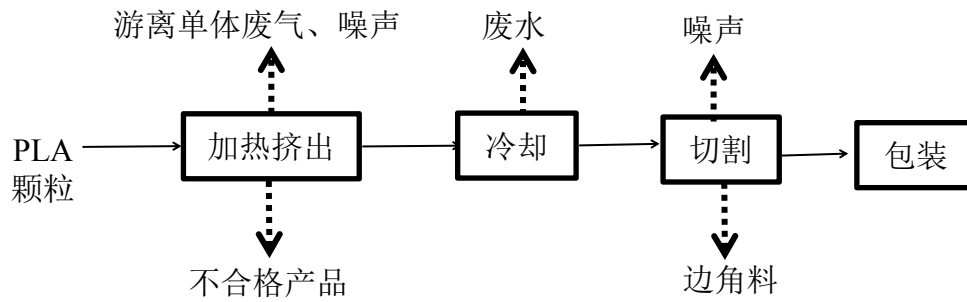 游离单体废气、噪声
废水
噪声
PLA
颗粒
加热挤出
冷却
切割
包装
不合格产品
边角料